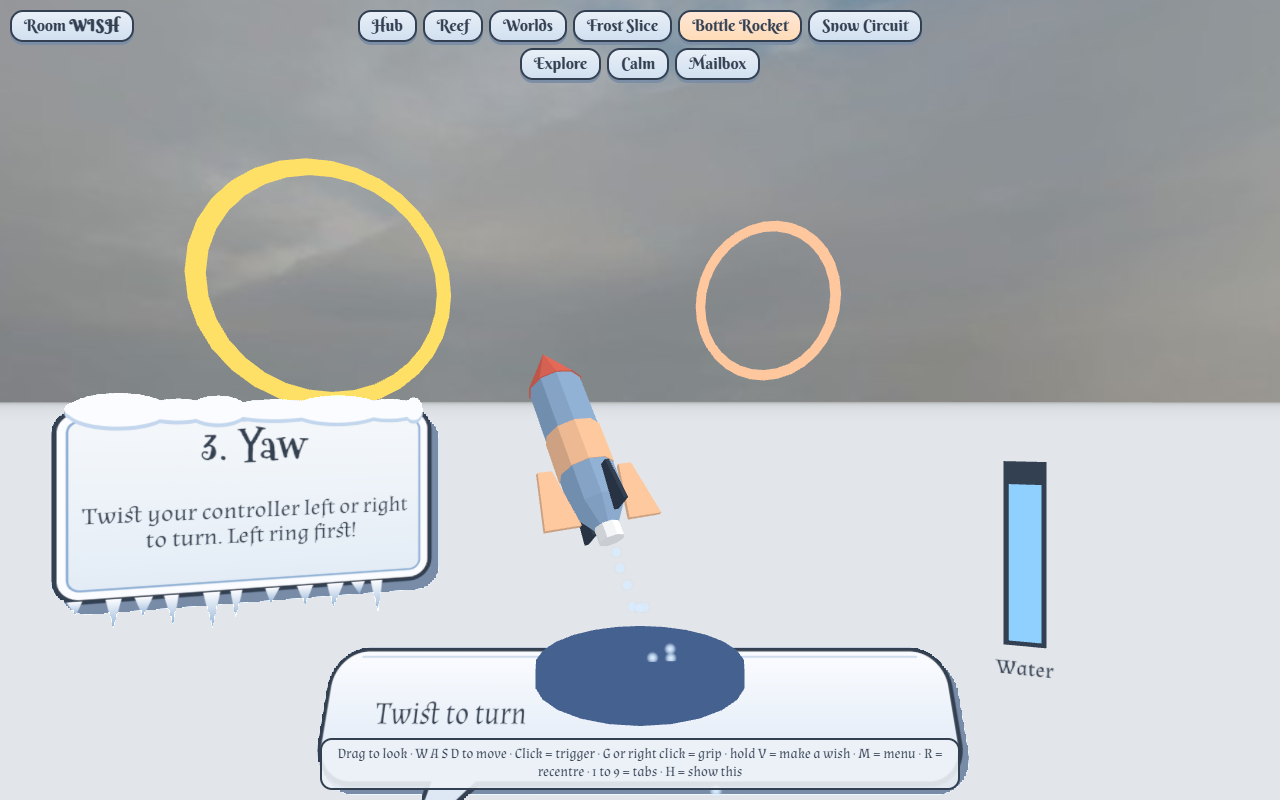 Room WISH
Hub
Reef
Worlds
Frost Slice
Bottle Rocket
Snow Circuit
Explore
Calm
Mailbox
3. Yaw
Twist your controller left or right
to turn. Left ring first!
Water
Twist to turn
Drag to look · W A S D to move · Click = trigger · G or right click = grip · hold V = make a wish · M = menu · R =
recentre · 1 to 9 = tabs · H = show this